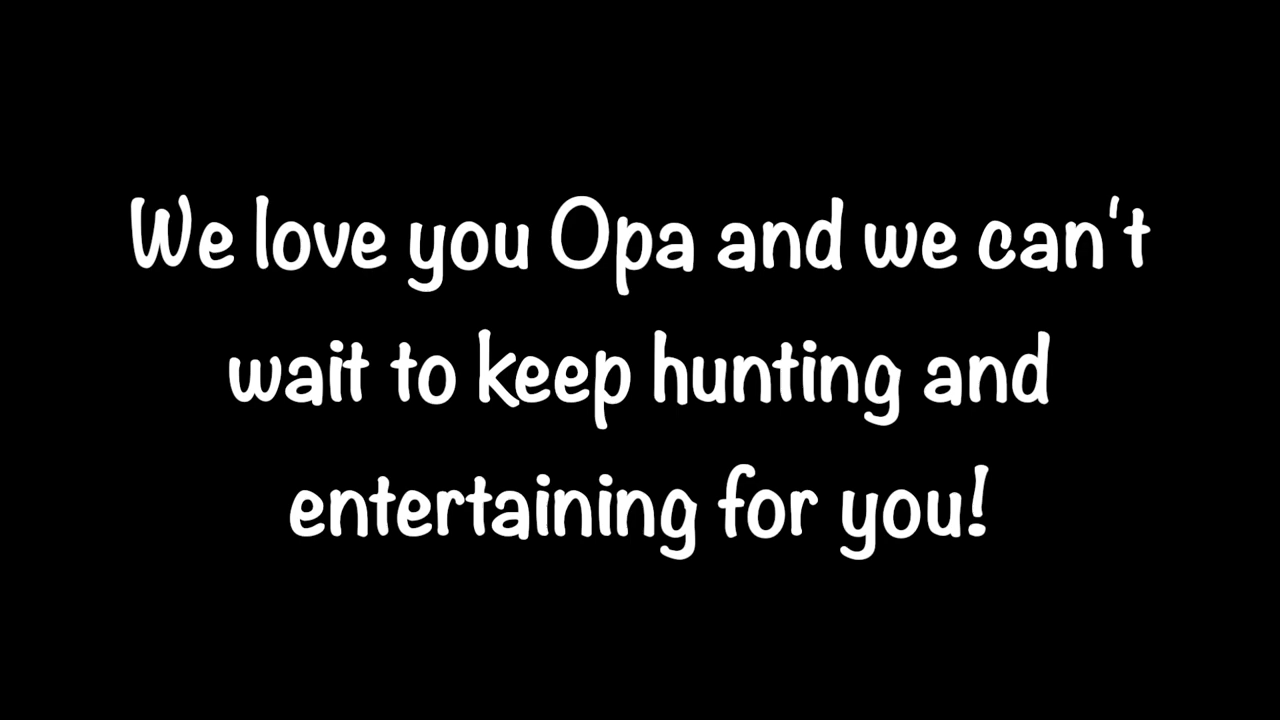 We love you Opa and we can't
wait to keep hunting and
entertaining for you!